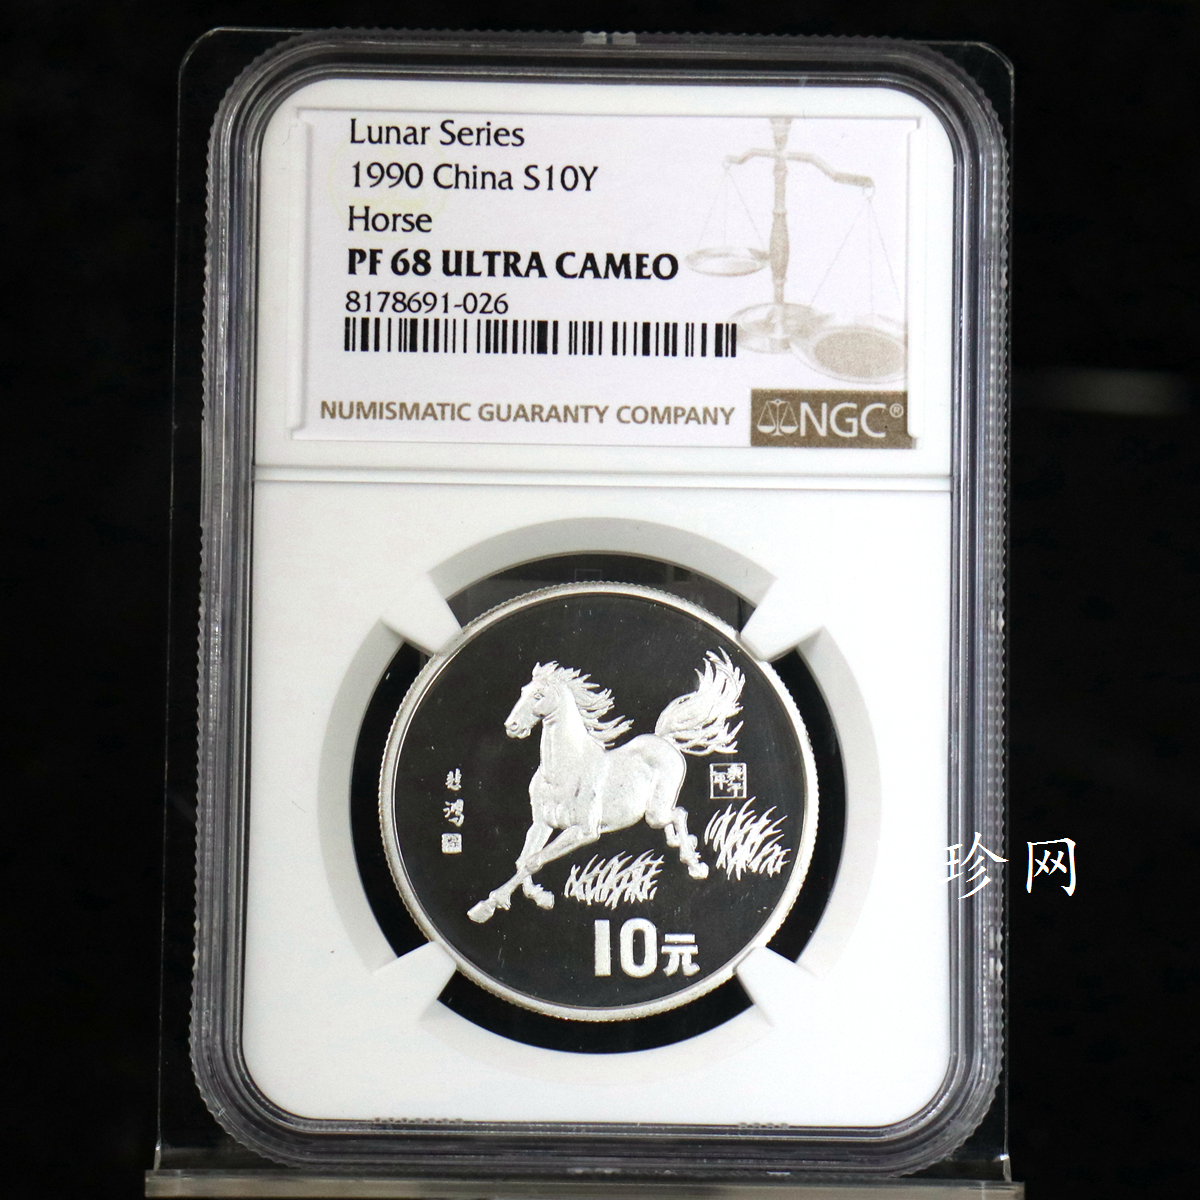 Lunar Series
1990 China S10Y
Horse
PF 68 ULTRA CAMEO
8178691-026
NUMISMATIC GUARANTY COMPANY
NGC®
悲鸿
庚午年
10元
珍网